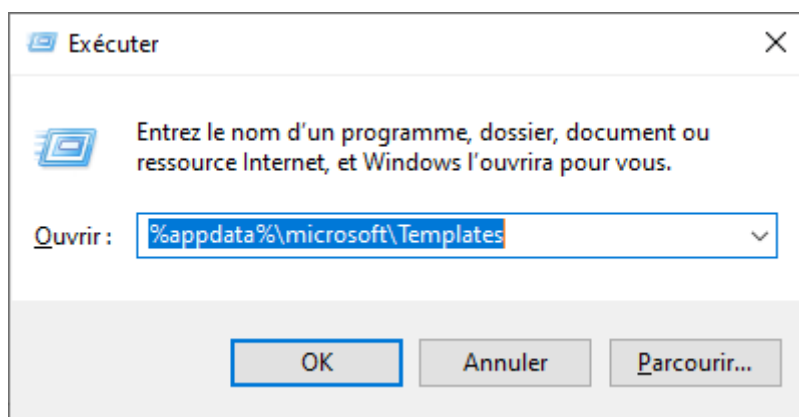 Exécuter
Entrez le nom d'un programme, dossier, document ou
ressource Internet, et Windows l'ouvrira pour vous.
Ouvrir : %appdata%\microsoft\Templates
OK Annuler Parcourir...